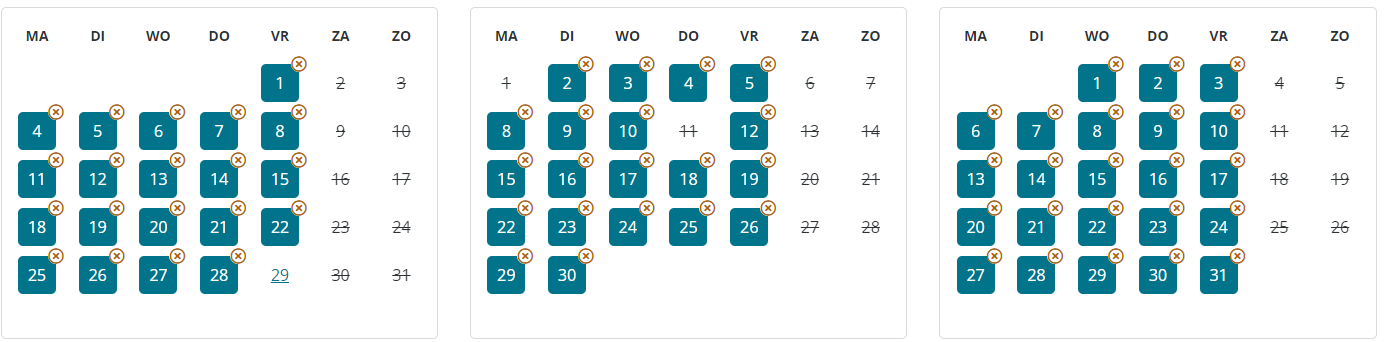 MA DI WO DO VR ZA ZO
1 2 3
4 5 6 7 8 9 10
11 12 13 14 15 16 17
18 19 20 21 22 23 24
25 26 27 28 29 30 31
MA DI WO DO VR ZA ZO
1 2 3 4 5 6 7
8 9 10 11 12 13 14
15 16 17 18 19 20 21
22 23 24 25 26 27 28
29 30
MA DI WO DO VR ZA ZO
1 2 3 4 5
6 7 8 9 10 11 12
13 14 15 16 17 18 19
20 21 22 23 24 25 26
27 28 29 30 31